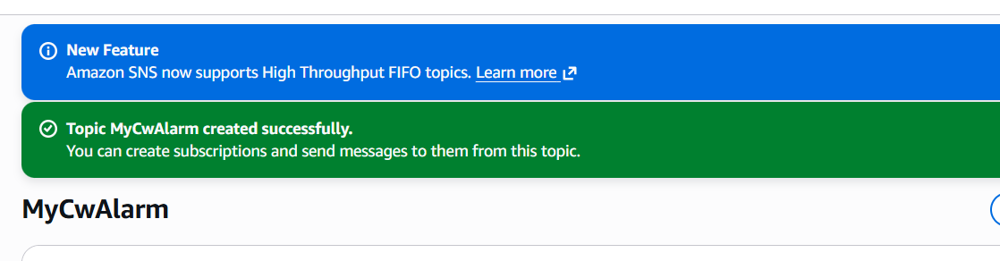 New Feature
Amazon SNS now supports High Throughput FIFO topics. Learn more
Topic MyCwAlarm created successfully.
You can create subscriptions and send messages to them from this topic.
MyCwAlarm